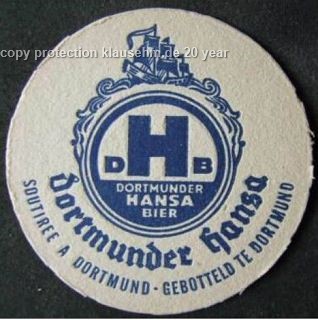 copy protection klausehm.de 20 year
D H B
DORTMUNDER
HANSA
BIER
dortmunder hansa
SOUTIREE A DORTMUND - GEBOTTELD TE DORTMUND